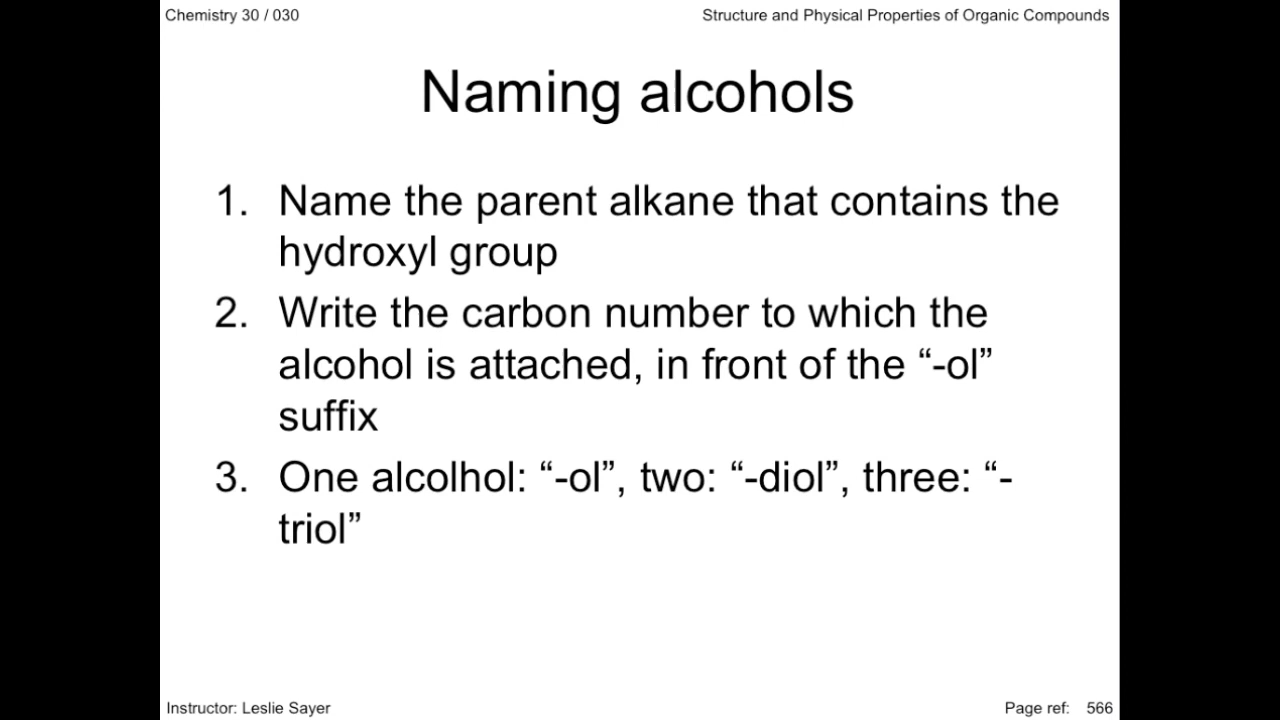 Chemistry 30 / 030
Structure and Physical Properties of Organic Compounds
Naming alcohols
1. Name the parent alkane that contains the
hydroxyl group
2. Write the carbon number to which the
alcohol is attached, in front of the “-ol”
suffix
3. One alcolhol: “-ol”, two: “-diol”, three: “-
triol”
Instructor: Leslie Sayer
Page ref: 566